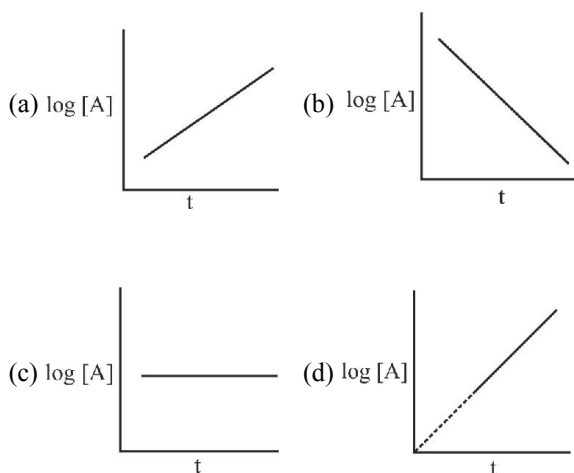 (a) log [A]
t
(b) log [A]
t
(c) log [A]
t
(d) log [A]
t